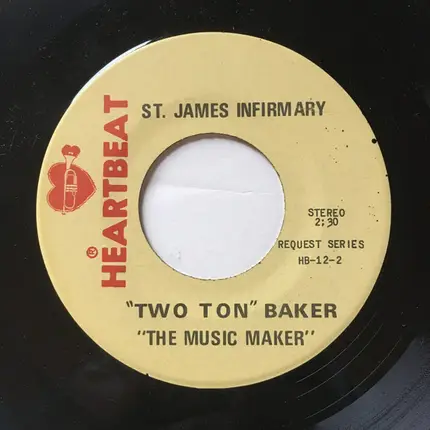 ST. JAMES INFIRMARY
® HEARTBEAT
STEREO
2;30
REQUEST SERIES
HB-12-2
"TWO TON" BAKER
"THE MUSIC MAKER"